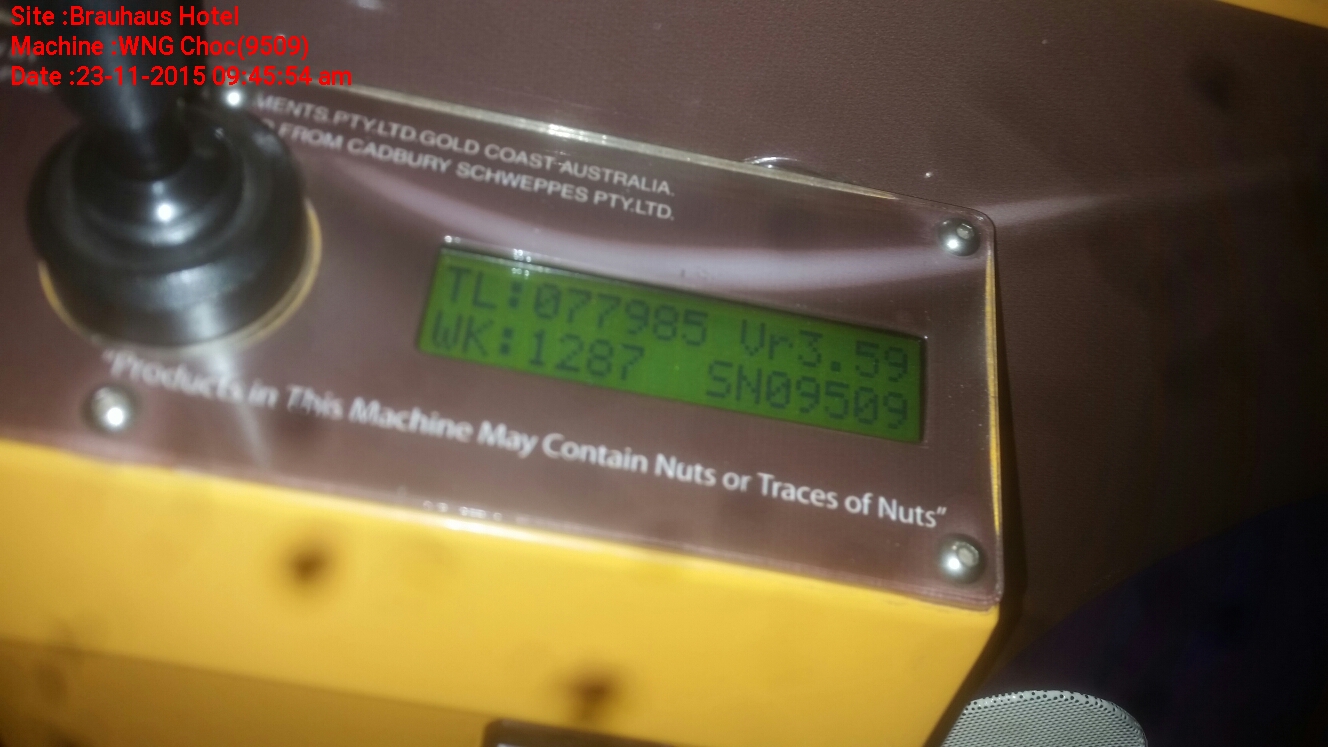 Site :Brauhaus Hotel
Machine :WNG Choc(9509)
Date :23-11-2015 09:45:54 am
MENTS.PTY.LTD.GOLD COAST AUSTRALIA.
FROM CADBURY SCHWEPPES PTY.LTD.
TL:077985 Vr3.59
WK:1287 SN09509
"Products in This Machine May Contain Nuts or Traces of Nuts"